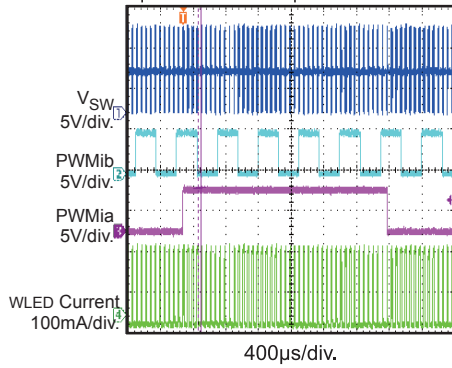 T
VSW
1
5V/div.
PWMib
2
5V/div.
PWMia
3
5V/div.
WLED Current
4
100mA/div.
400µs/div.